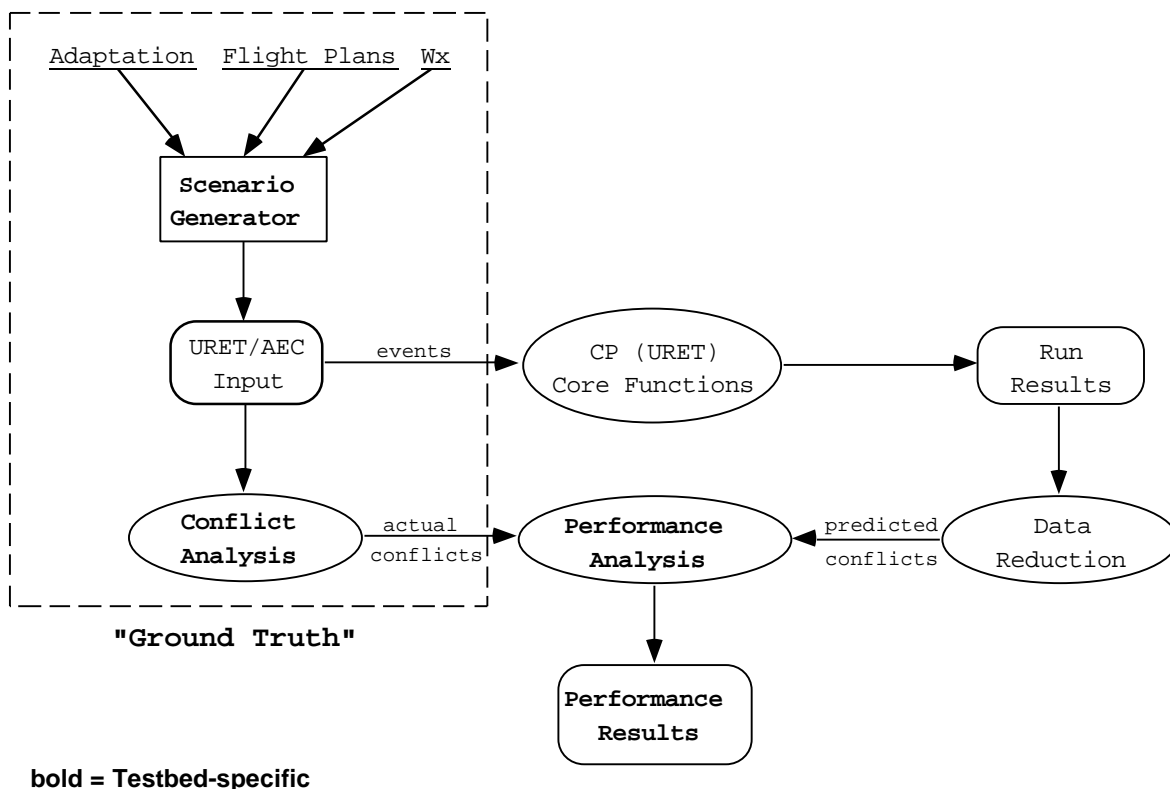 Adaptation Flight Plans Wx
Scenario
Generator
URET/AEC
Input
events
CP (URET)
Core Functions
Run
Results
Conflict
Analysis
actual
conflicts
Performance
Analysis
predicted
conflicts
Data
Reduction
"Ground Truth"
Performance
Results
bold = Testbed-specific